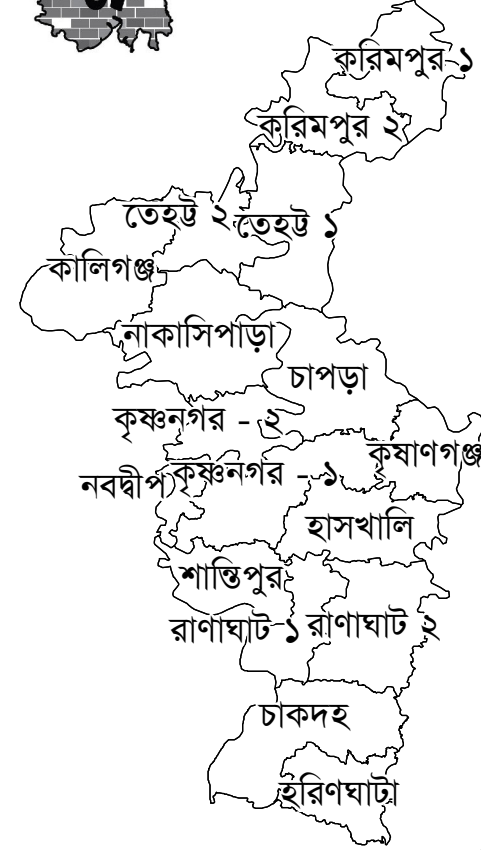 করিমপুর ১
করিমপুর ২
তেহট্ট ২
তেহট্ট ১
কালিগঞ্জ
নাকাসিপাড়া
চাপড়া
কৃষ্ণনগর - ২
কৃষাণগঞ্জ
নবদ্বীপ
কৃষ্ণনগর - ১
হাসখালি
শান্তিপুর
রাণাঘাট ১
রাণাঘাট ২
চাকদহ
হরিণঘাটা